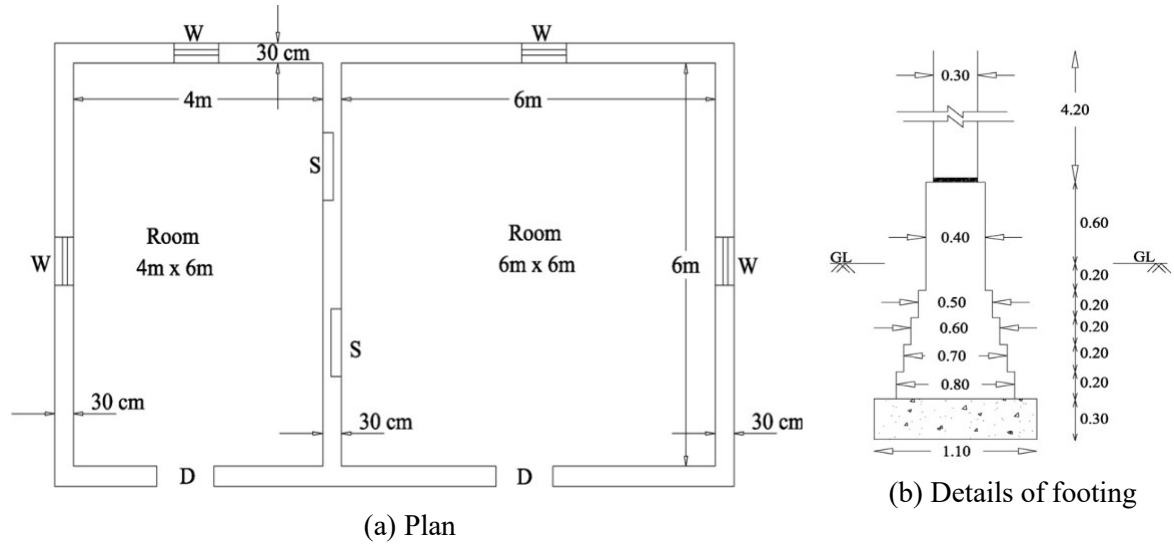 W
30 cm
W
4m
6m
S
Room
4m x 6m
Room
6m x 6m
W
6m
W
S
30 cm
30 cm
30 cm
D
D
(a) Plan
0.30
4.20
0.40
0.60
GL
GL
0.20
0.50
0.20
0.60
0.20
0.70
0.20
0.80
0.20
0.30
1.10
(b) Details of footing